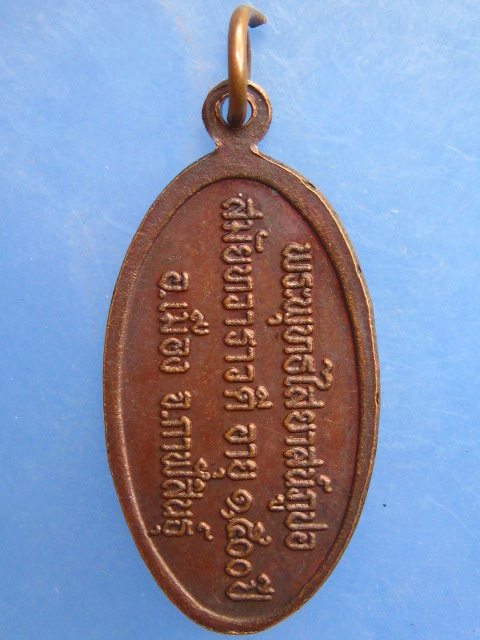 พระพุทธไสยาสน์ภูปอ
สมัยทวาราวดี อายุ ๑,๕๐๐ปี
อ.เมือง จ.กาฬสินธุ์